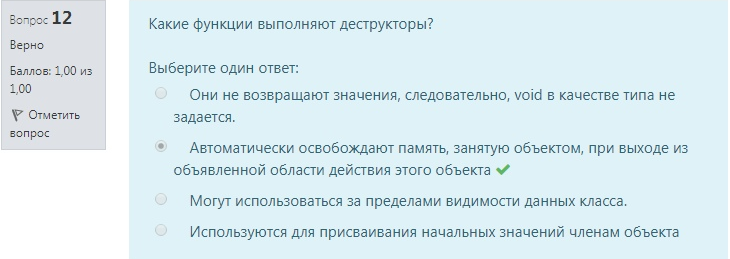 Вопрос 12
Верно
Баллов: 1,00 из
1,00
Отметить
вопрос
Какие функции выполняют деструкторы?
Выберите один ответ:
Они не возвращают значения, следовательно, void в качестве типа не
задается.
Автоматически освобождают память, занятую объектом, при выходе из
объявленной области действия этого объекта
Могут использоваться за пределами видимости данных класса.
Используются для присваивания начальных значений членам объекта